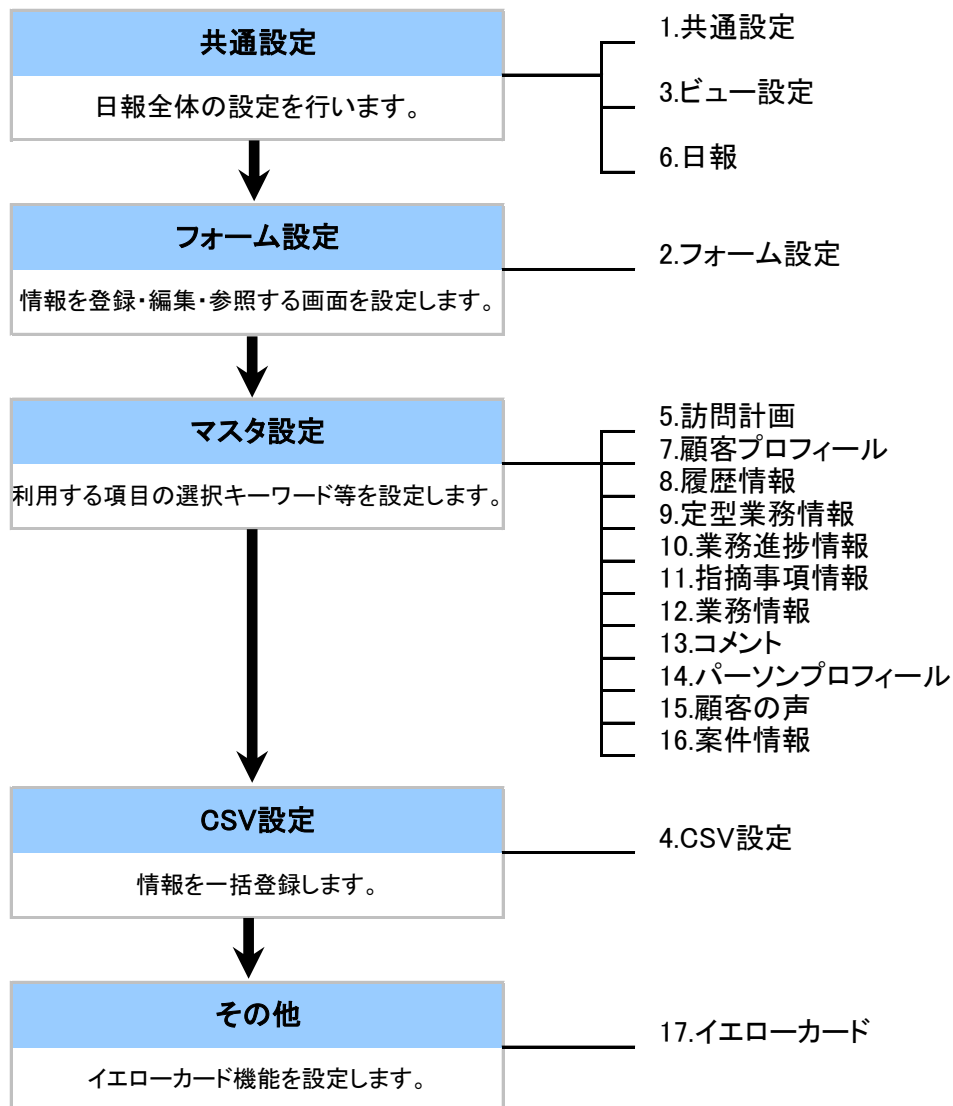 共通設定
日報全体の設定を行います。
1.共通設定
3.ビュー設定
6.日報
フォーム設定
情報を登録・編集・参照する画面を設定します。
2.フォーム設定
マスタ設定
利用する項目の選択キーワード等を設定します。
5.訪問計画
7.顧客プロフィール
8.履歴情報
9.定型業務情報
10.業務進捗情報
11.指摘事項情報
12.業務情報
13.コメント
14.パーソンプロフィール
15.顧客の声
16.案件情報
CSV設定
情報を一括登録します。
4.CSV設定
その他
イエローカード機能を設定します。
17.イエローカード